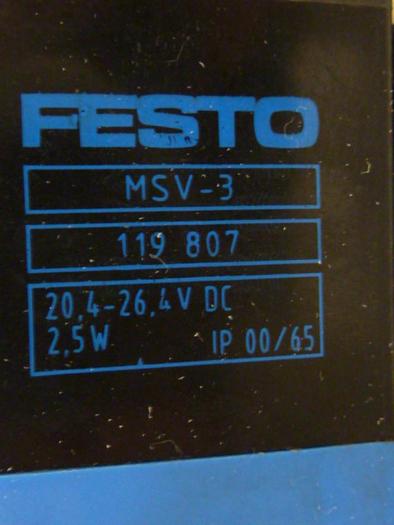 FESTO
MSV-3
119 807
20,4-26,4V DC
2,5W IP 00/65